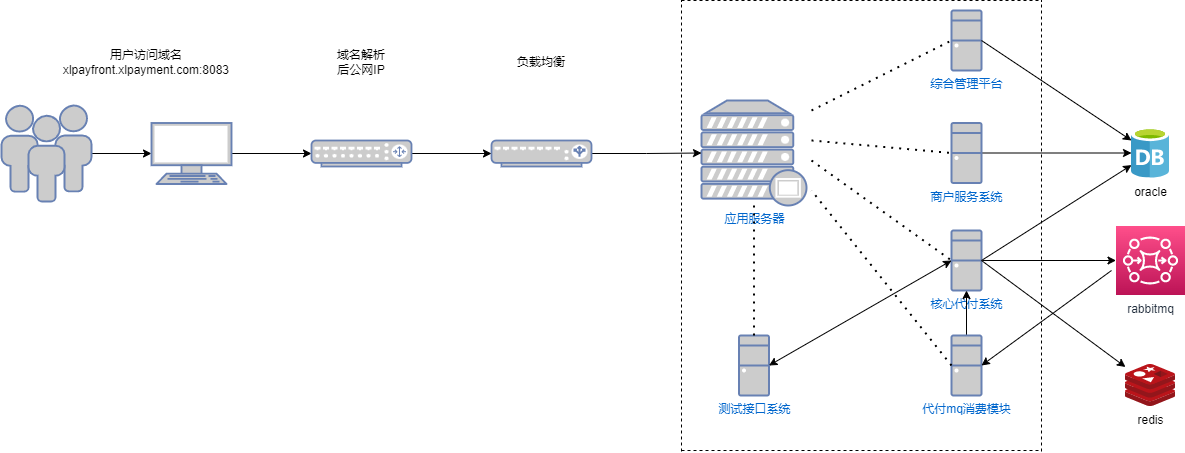 用户访问域名
xlpayfront.xlpayment.com:8083
域名解析
后公网IP
负载均衡
应用服务器
综合管理平台
商户服务系统
核心代付系统
测试接口系统
代付mq消费模块
DB
oracle
rabbitmq
redis